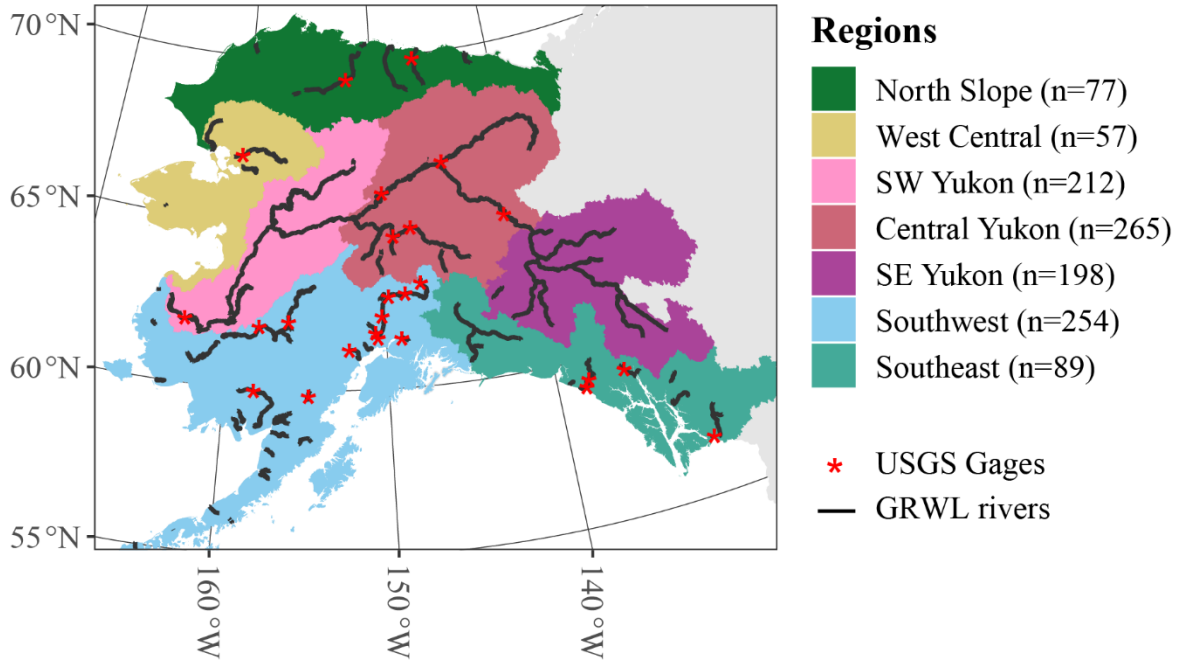 70°N
65°N
60°N
55°N
160°W
150°W
140°W
Regions
North Slope (n=77)
West Central (n=57)
SW Yukon (n=212)
Central Yukon (n=265)
SE Yukon (n=198)
Southwest (n=254)
Southeast (n=89)
USGS Gages
GRWL rivers